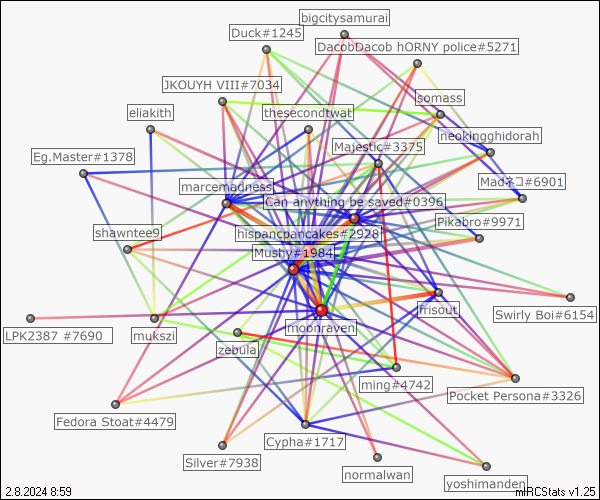 bigcitysamurai
Duck#1245
DacobDacob hORNY police#5271
JKOUYH VIII#7034
somass
eliakith
thesecondtwat
neokingghidorah
Majestic#3375
Eg.Master#1378
marcemadness
Madネコ#6901
Can anything be saved#0396
Pikabro#9971
shawntee9
hispancpancakes#2928
Mushy#1984
frisout
Swirly Boi#6154
moonraven
LPK2387 #7690
mukszi
zebula
ming#4742
Pocket Persona#3326
Fedora Stoat#4479
Cypha#1717
Silver#7938
normalwan
yoshimanden
2.8.2024 8:59
mIRCStats v1.25